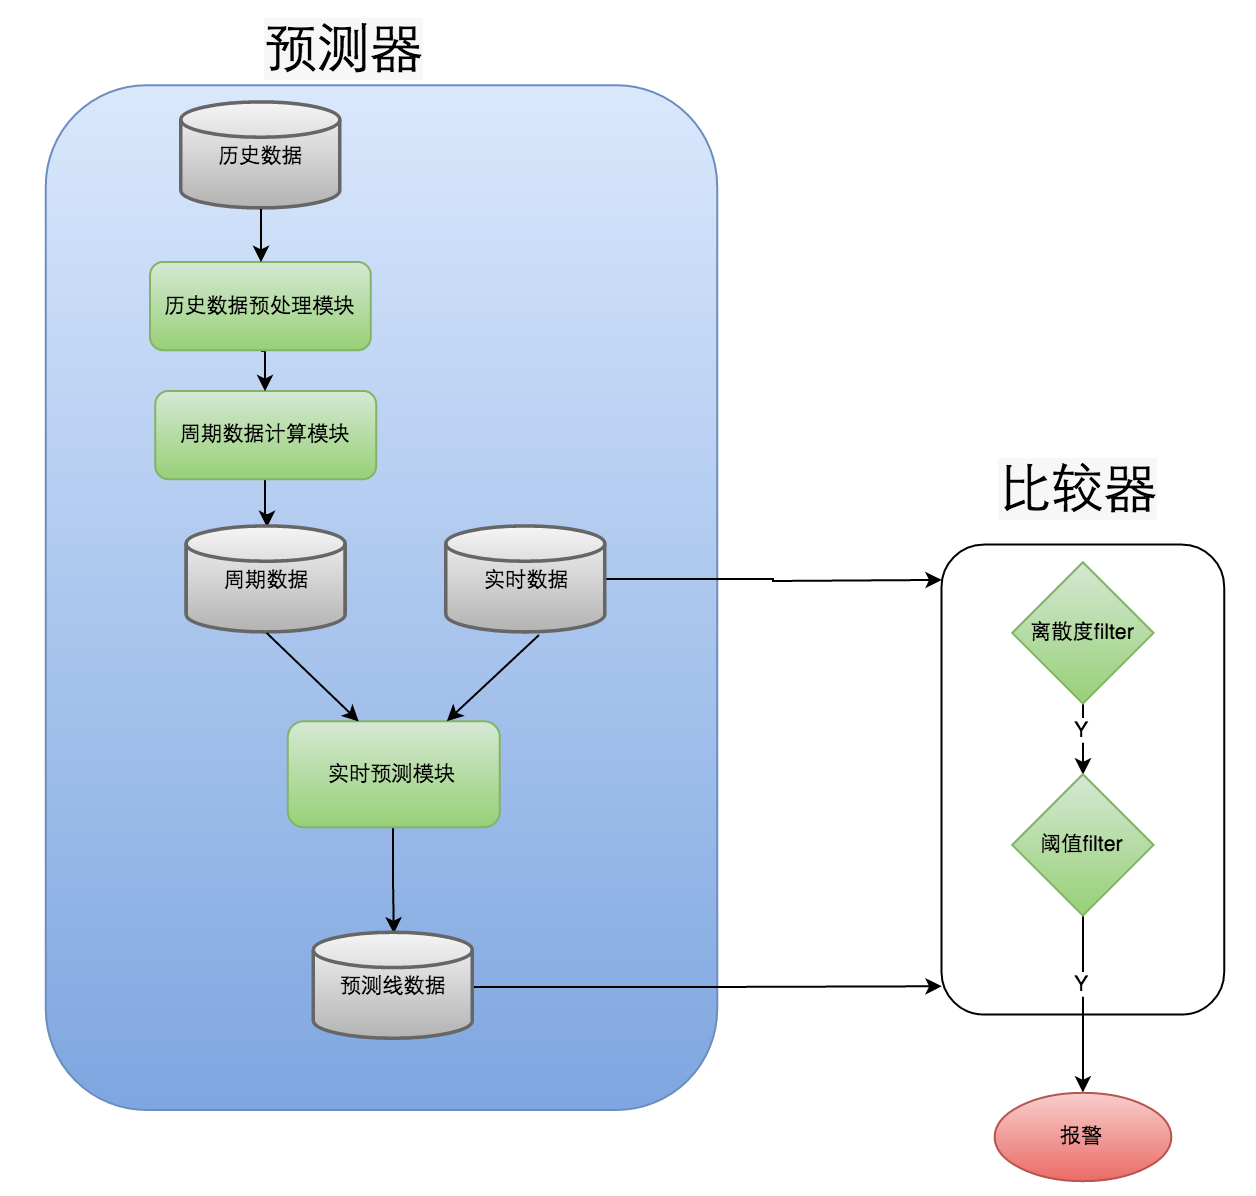 预测器
历史数据
历史数据预处理模块
周期数据计算模块
周期数据
实时数据
实时预测模块
预测线数据
比较器
离散度filter
Y
阈值filter
Y
报警